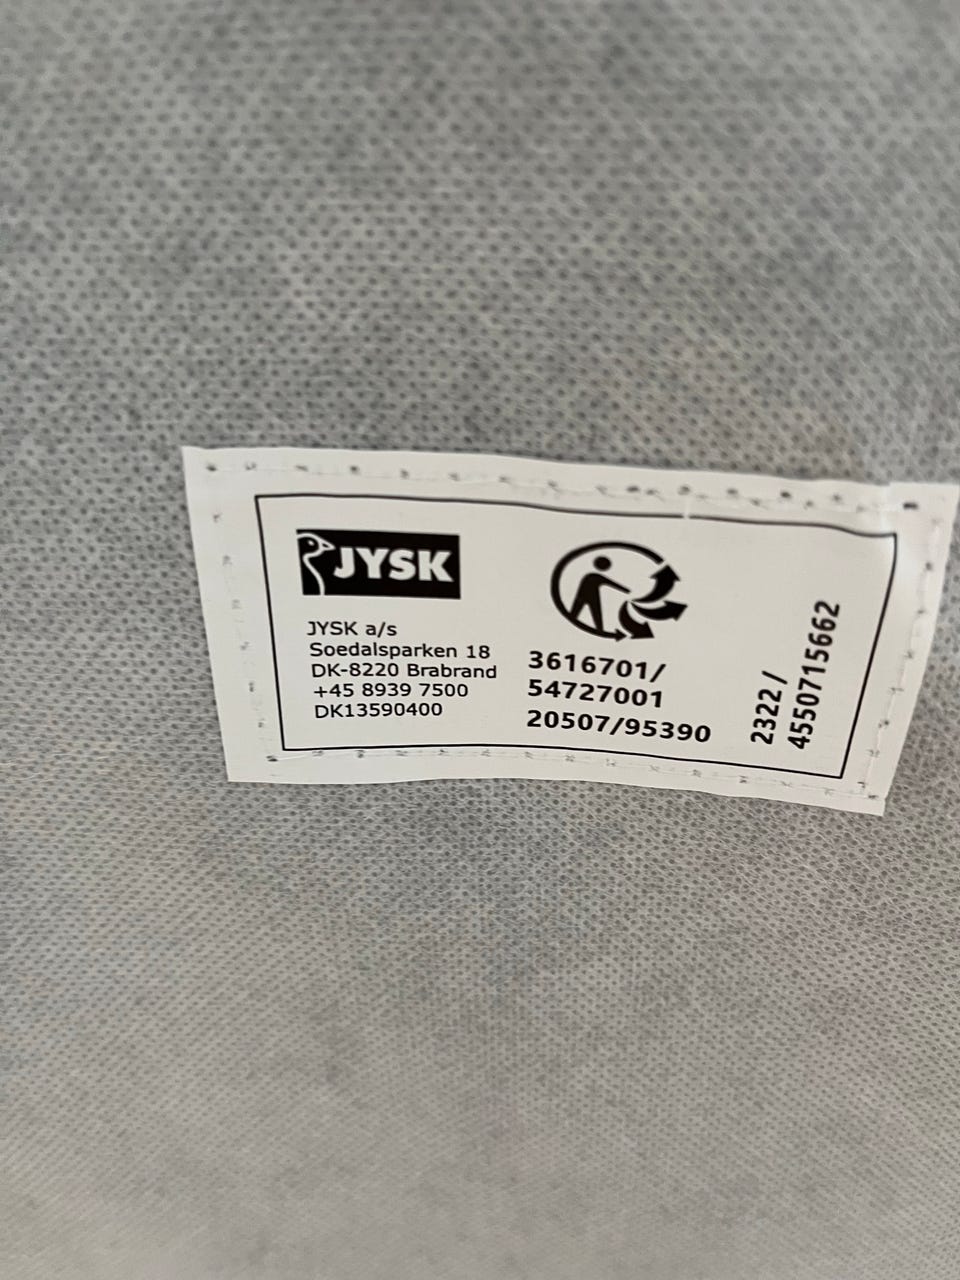 JYSK
JYSK a/s
Soedalsparken 18
DK-8220 Brabrand
+45 8939 7500
DK13590400
3616701/
54727001
20507/95390
2322/
4550715662